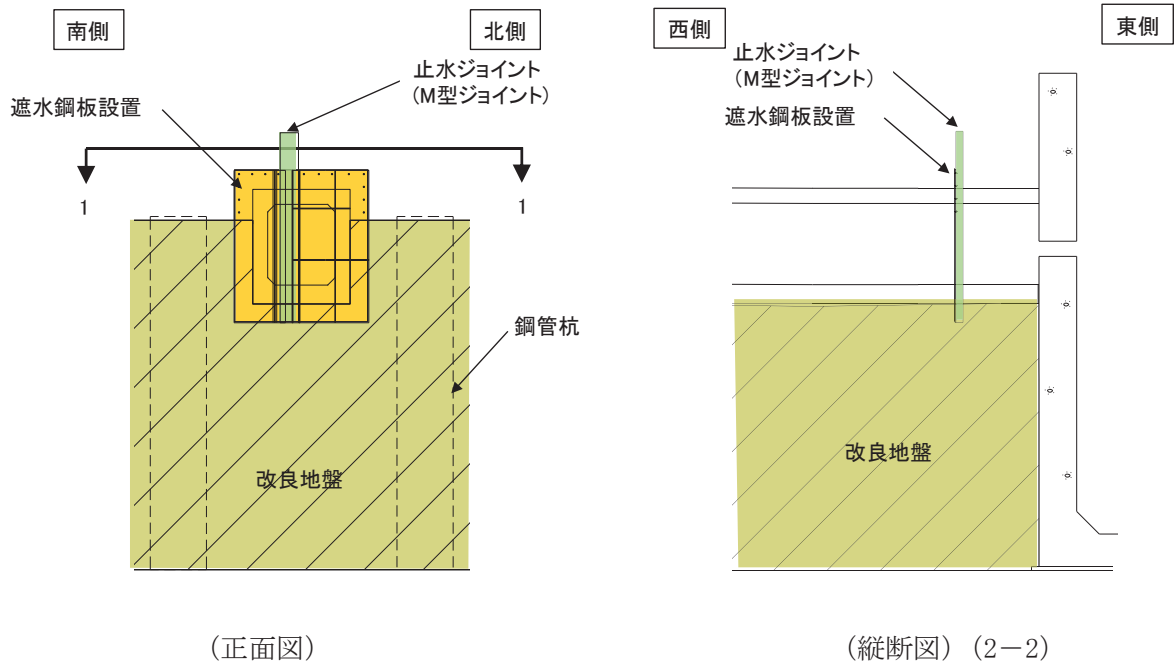 南側
北側
止水ジョイント
（M型ジョイント）
遮水鋼板設置
1
1
鋼管杭
改良地盤
（正面図）
西側
東側
止水ジョイント
（M型ジョイント）
遮水鋼板設置
改良地盤
（縦断図）（2－2）